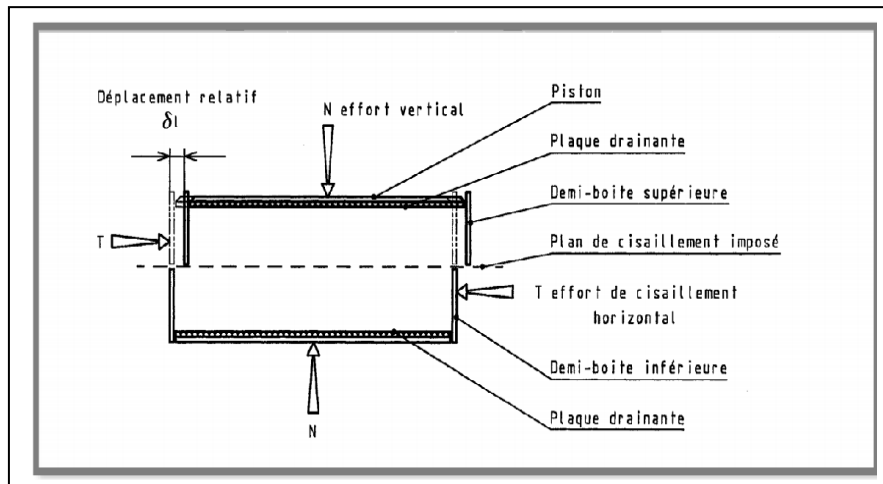 Déplacement relatif
δl
N effort vertical
Piston
Plaque drainante
Demi-boite supérieure
Plan de cisaillement imposé
T
T effort de cisaillement
horizontal
Demi-boite inférieure
Plaque drainante
N